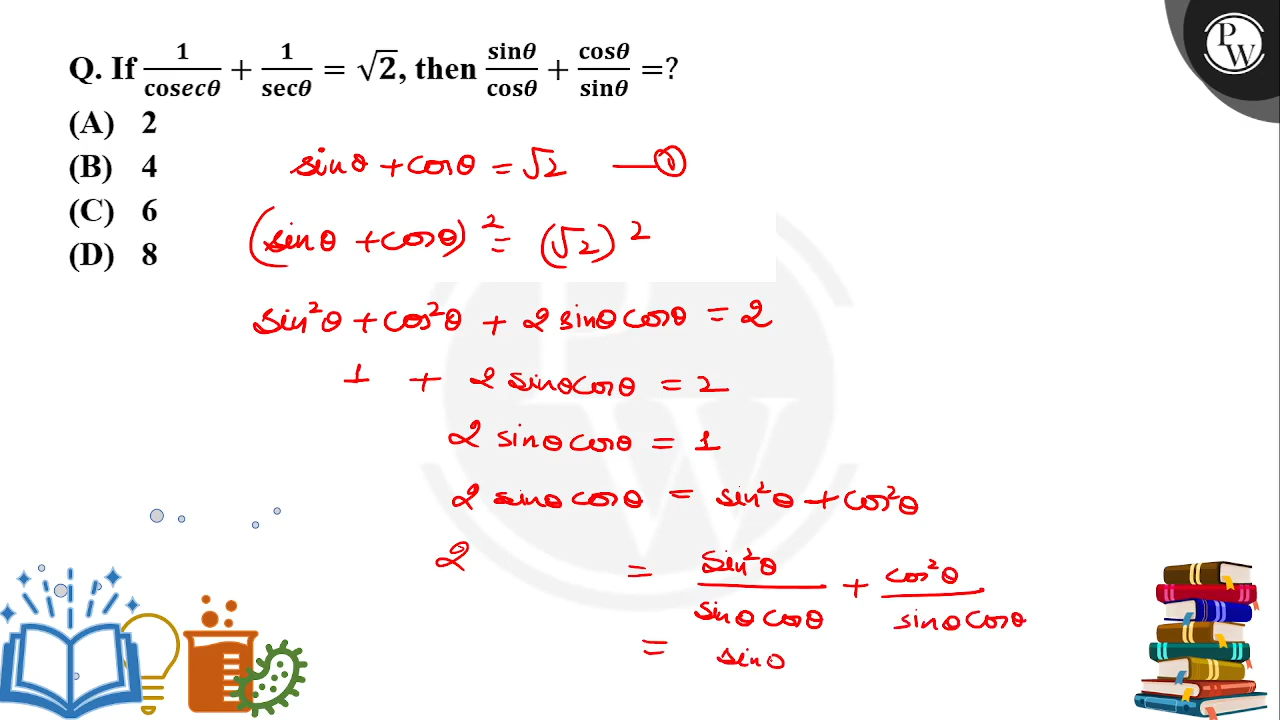 Q. If 1/cosecθ + 1/secθ = √2, then sinθ/cosθ + cosθ/sinθ =?
(A) 2
(B) 4
(C) 6
(D) 8
sinθ + cosθ = √2 —①
(sinθ + cosθ)² = (√2)²
sin²θ + cos²θ + 2 sinθ cosθ = 2
1 + 2 sinθcosθ = 2
2 sinθ cosθ = 1
2 sinθ cosθ = sin²θ + cos²θ
2 = sin²θ/sinθ cosθ + cos²θ/sinθ cosθ
= sinθ
PW
PW